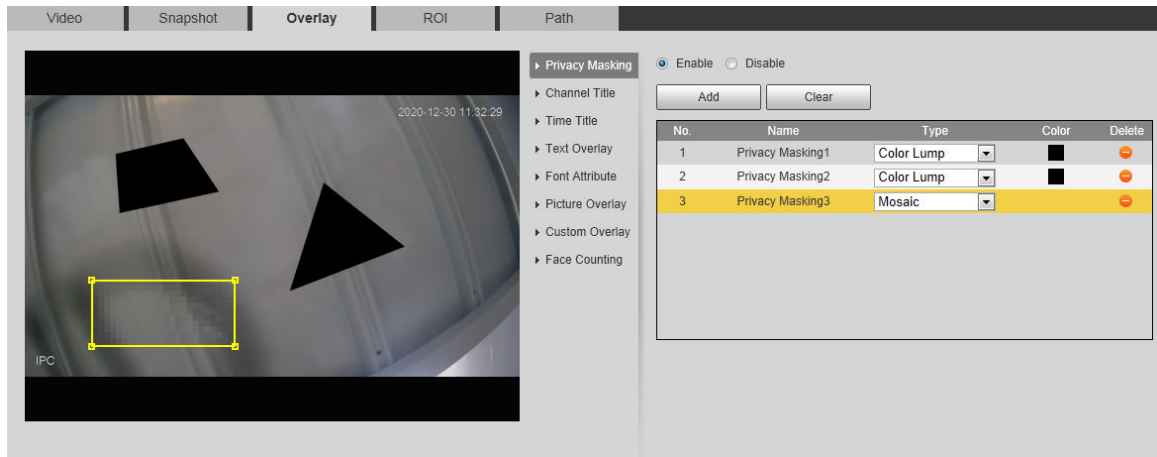 Video Snapshot Overlay ROI Path
2020-12-30 11:32:29
IPC
Privacy Masking
Channel Title
Time Title
Text Overlay
Font Attribute
Picture Overlay
Custom Overlay
Face Counting
Enable Disable
Add Clear
No. Name Type Color Delete
1 Privacy Masking1 Color Lump
2 Privacy Masking2 Color Lump
3 Privacy Masking3 Mosaic